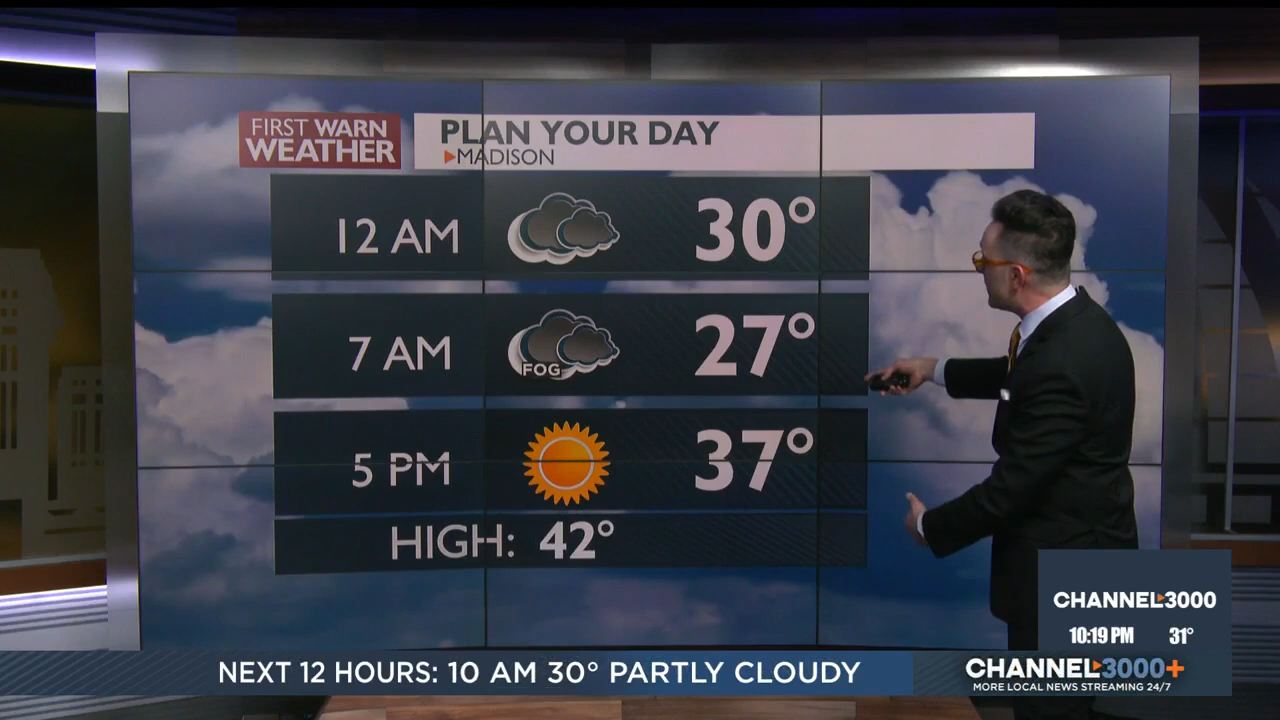 FIRST WARN
WEATHER
PLAN YOUR DAY
MADISON
12 AM 30°
7 AM FOG 27°
5 PM 37°
HIGH: 42°
CHANNEL3000
10:19 PM 31°
NEXT 12 HOURS: 10 AM 30° PARTLY CLOUDY
CHANNEL3000+
MORE LOCAL NEWS STREAMING 24/7